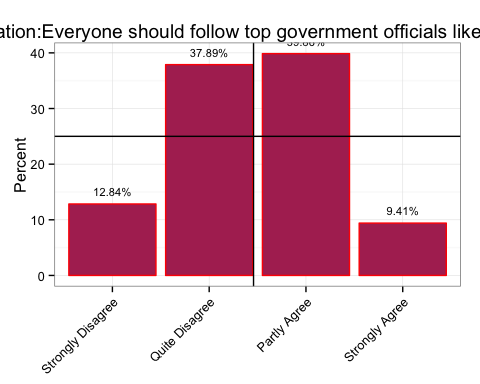 ation:Everyone should follow top government officials like
37.89%
12.84%
9.41%
40
30
20
10
0
Percent
Strongly Disagree
Quite Disagree
Partly Agree
Strongly Agree